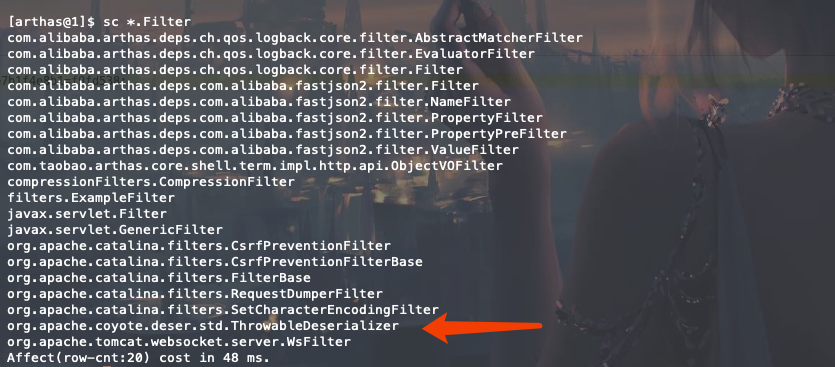 [arthas@1]$ sc *.Filter
com.alibaba.arthas.deps.ch.qos.logback.core.filter.AbstractMatcherFilter
com.alibaba.arthas.deps.ch.qos.logback.core.filter.EvaluatorFilter
com.alibaba.arthas.deps.ch.qos.logback.core.filter.Filter
com.alibaba.arthas.deps.com.alibaba.fastjson2.filter.Filter
com.alibaba.arthas.deps.com.alibaba.fastjson2.filter.NameFilter
com.alibaba.arthas.deps.com.alibaba.fastjson2.filter.PropertyFilter
com.alibaba.arthas.deps.com.alibaba.fastjson2.filter.PropertyPreFilter
com.alibaba.arthas.deps.com.alibaba.fastjson2.filter.ValueFilter
com.taobao.arthas.core.shell.term.impl.http.api.ObjectVOFilter
compressionFilters.CompressionFilter
filters.ExampleFilter
javax.servlet.Filter
javax.servlet.GenericFilter
org.apache.catalina.filters.CsrfPreventionFilter
org.apache.catalina.filters.CsrfPreventionFilterBase
org.apache.catalina.filters.FilterBase
org.apache.catalina.filters.RequestDumperFilter
org.apache.catalina.filters.SetCharacterEncodingFilter
org.apache.coyote.deser.std.ThrowableDeserializer
org.apache.tomcat.websocket.server.WsFilter
Affect(row-cnt:20) cost in 48 ms.